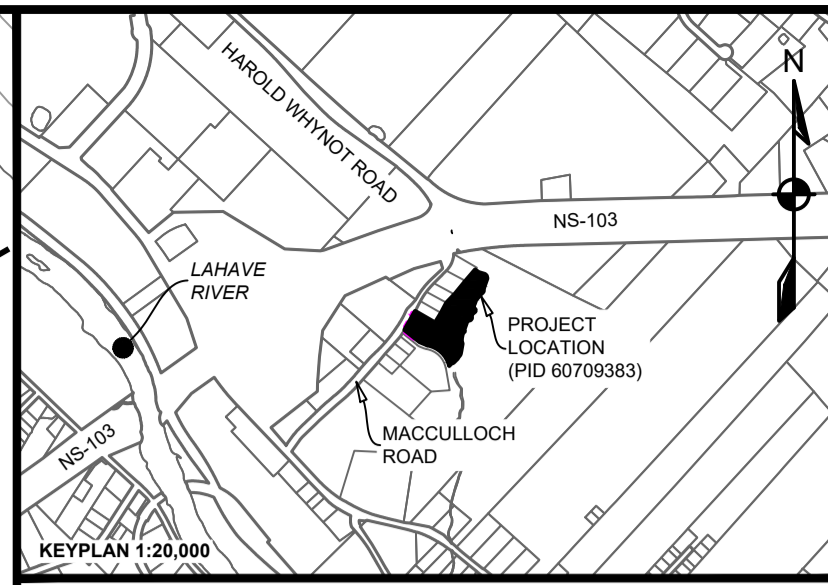 N
HAROLD WHYNOT ROAD
NS-103
LAHAVE
RIVER
PROJECT
LOCATION
(PID 60709383)
MACCULLOCH
ROAD
NS-103
KEYPLAN 1:20,000